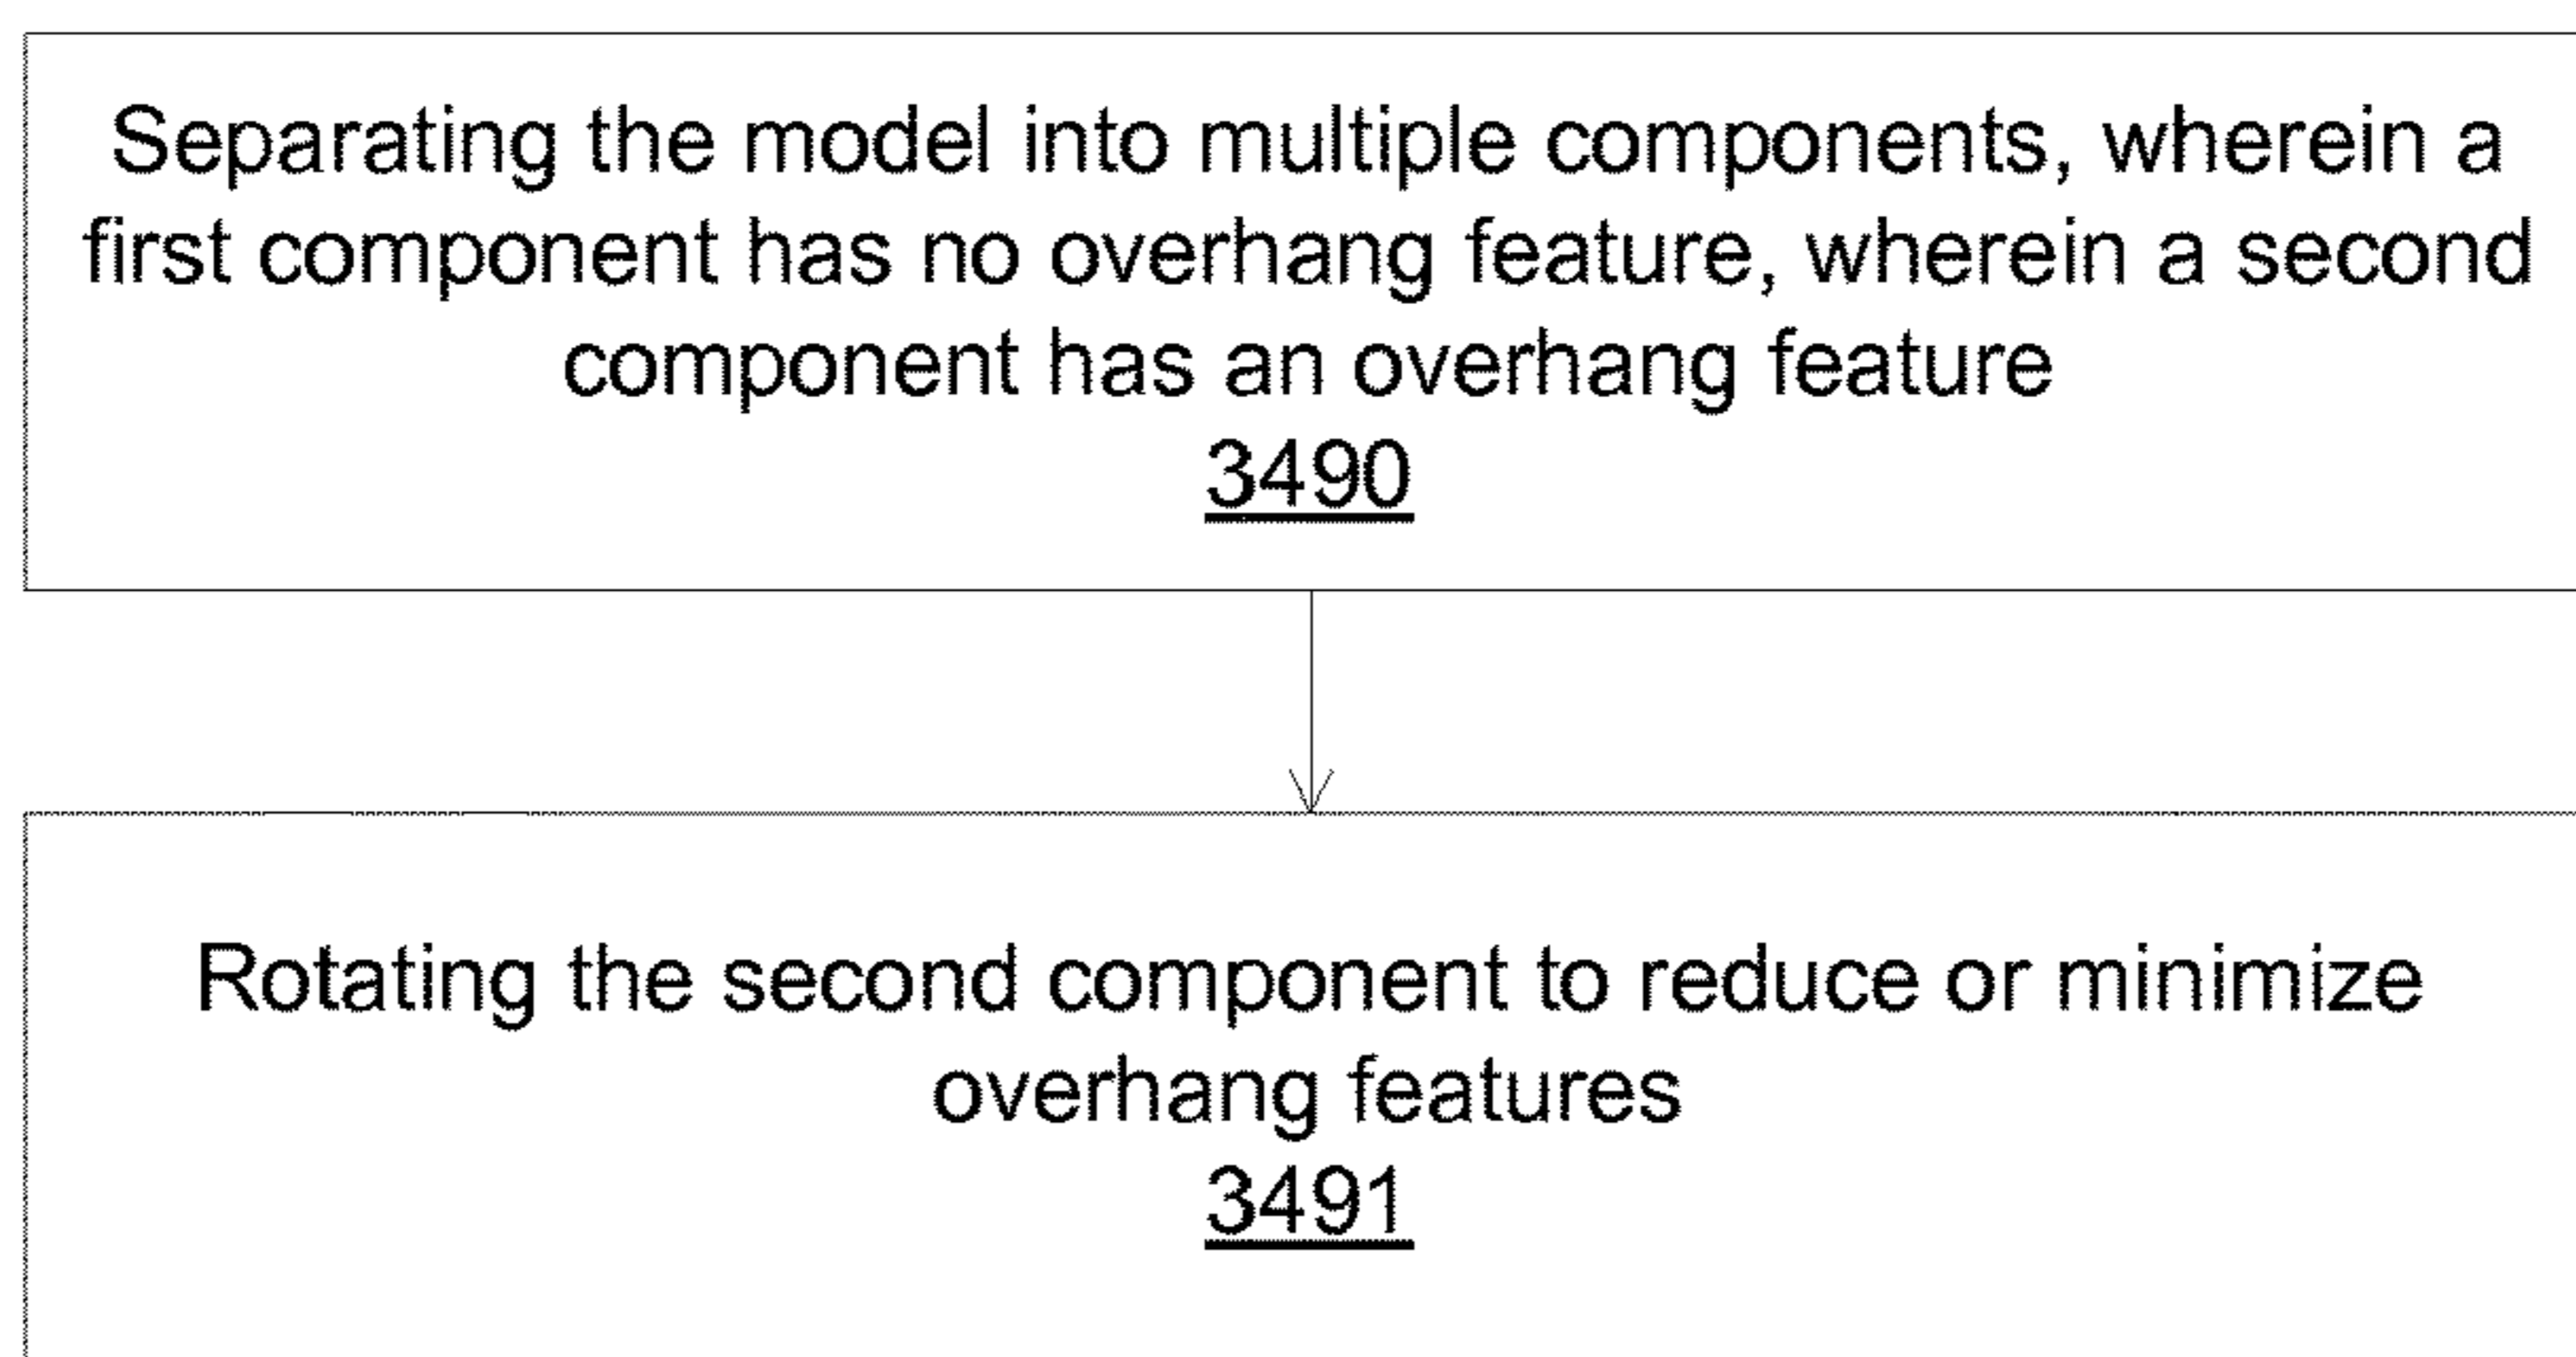 Separating the model into multiple components, wherein a
first component has no overhang feature, wherein a second
component has an overhang feature
3490
Rotating the second component to reduce or minimize
overhang features
3491